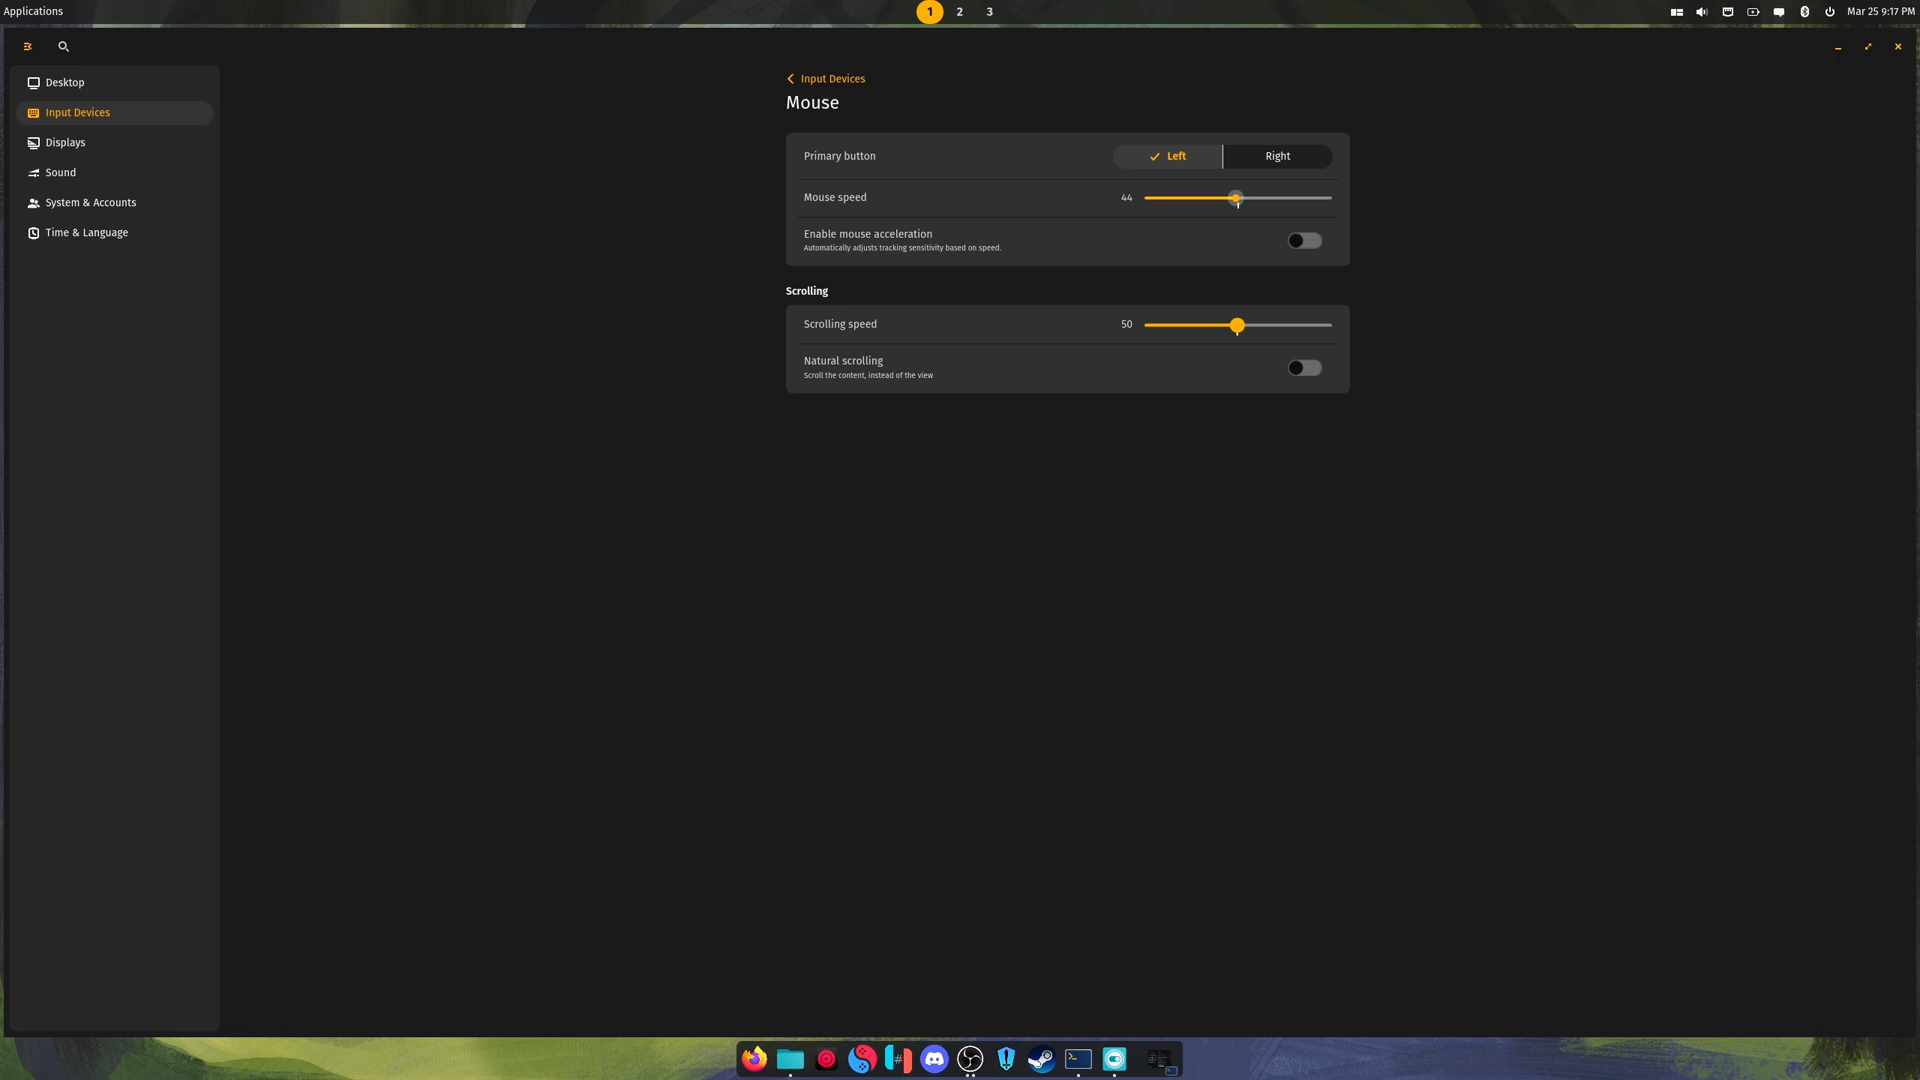 Applications
1 2 3
Mar 25 9:17 PM
Desktop
Input Devices
Displays
Sound
System & Accounts
Time & Language
Input Devices
Mouse
Primary button
Left
Right
Mouse speed
44
Enable mouse acceleration
Automatically adjusts tracking sensitivity based on speed.
Scrolling
Scrolling speed
50
Natural scrolling
Scroll the content, instead of the view